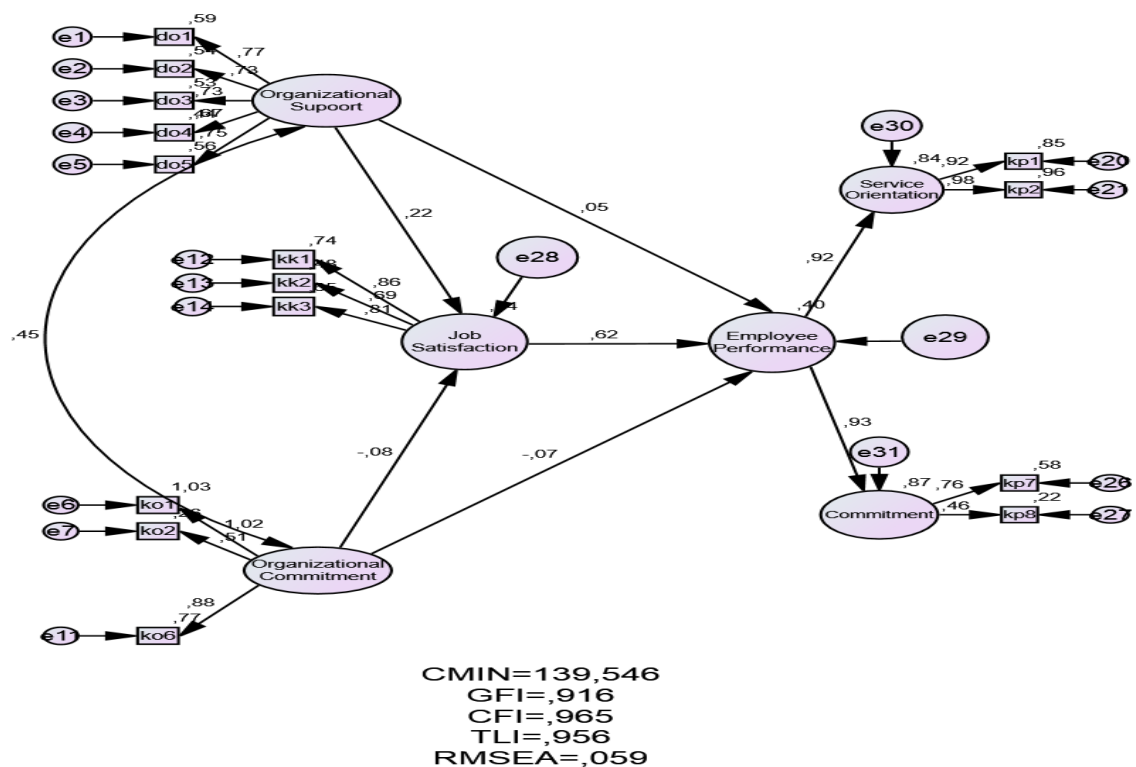 ,59
e1
do1
,77
,54
e2
do2
,73
,53
e3
do3
,73
Organizational
Supoort
e4
do4
,67
,75
e5
do5
,56
e30
,84
,92
kp1
,85
e20
Service
Orientation
,98
kp2
,96
e21
,22
,05
,74
e12
kk1
e28
,92
e13
kk2
,86
,69
e14
kk3
,81
,45
Job
Satisfaction
,62
,40
Employee
Performance
e29
-,08
-,07
,93
e31
,87
,76
kp7
,58
e26
Commitment
,46
kp8
,22
e27
1,03
e6
ko1
e7
ko2
1,02
,51
Organizational
Commitment
,88
,77
e11
ko6
CMIN=139,546
GFI=,916
CFI=,965
TLI=,956
RMSEA=,059